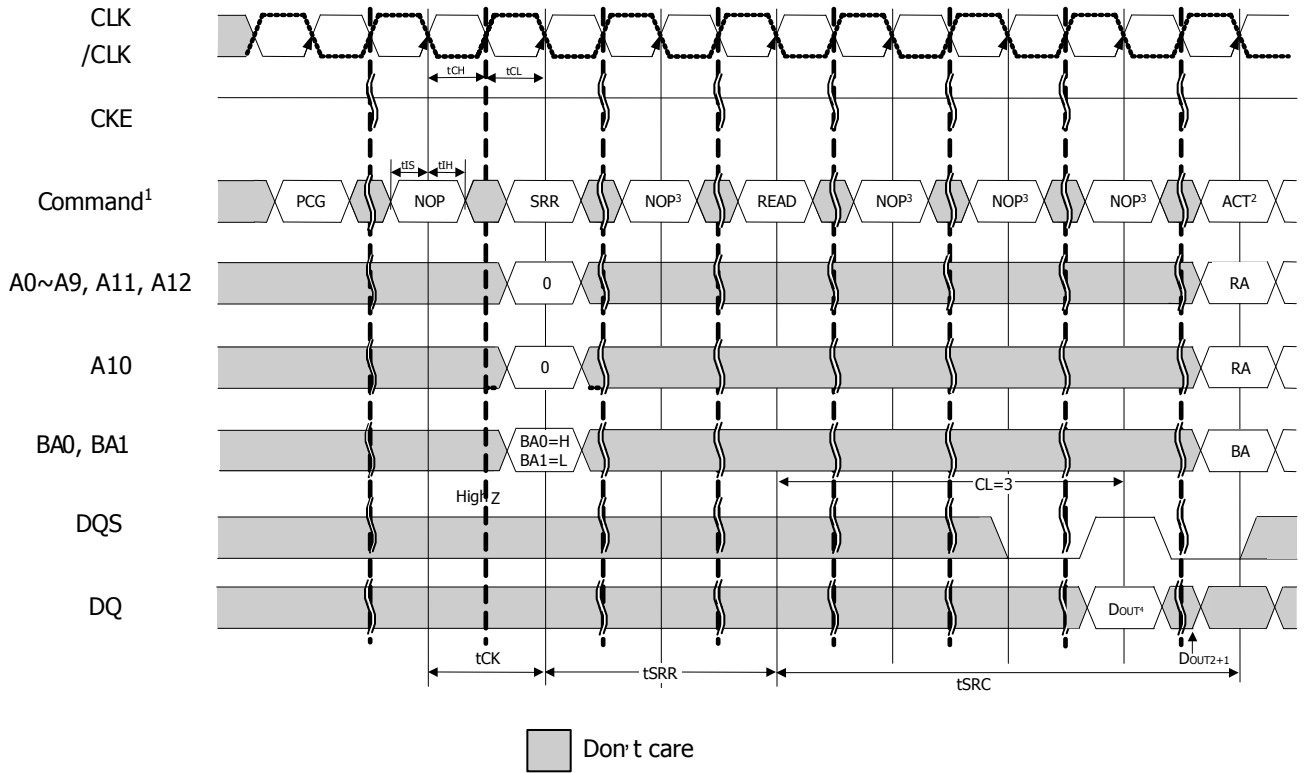 CLK
/CLK
tCH
tCL
CKE
tIS
tIH
Command¹
PCG
NOP
SRR
NOP³
READ
NOP³
NOP³
NOP³
ACT²
A0~A9, A11, A12
0
RA
A10
0
RA
BA0, BA1
BA0=H
BA1=L
BA
CL=3
High Z
DQS
DQ
DOUT⁴
DOUT2+1
tCK
tSRR
tSRC
Don't care